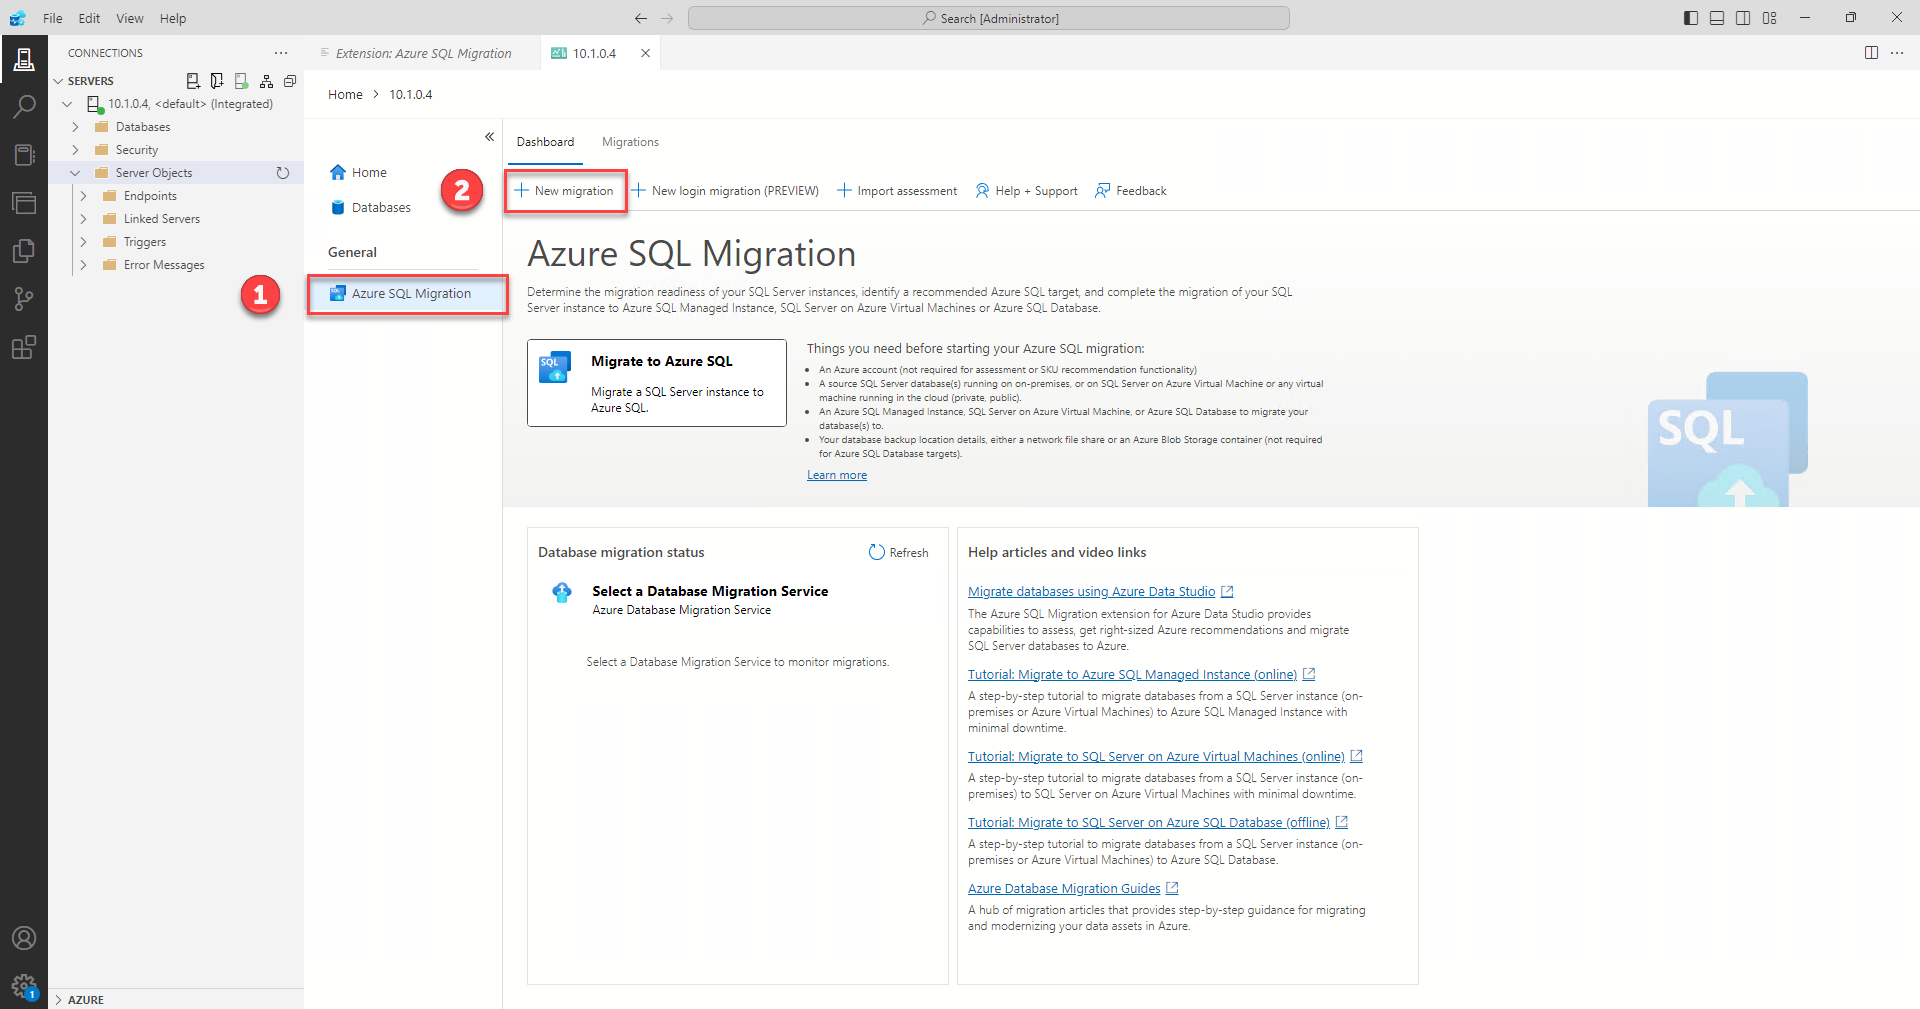 File Edit View Help
Search [Administrator]
CONNECTIONS
SERVERS
10.1.0.4, <default> (Integrated)
Databases
Security
Server Objects
Endpoints
Linked Servers
Triggers
Error Messages
AZURE
1
Extension: Azure SQL Migration
10.1.0.4
Home > 10.1.0.4
Home
Databases
General
Azure SQL Migration
1
2
Dashboard Migrations
New migration New login migration (PREVIEW) Import assessment Help + Support Feedback
Azure SQL Migration
Determine the migration readiness of your SQL Server instances, identify a recommended Azure SQL target, and complete the migration of your SQL
Server instance to Azure SQL Managed Instance, SQL Server on Azure Virtual Machines or Azure SQL Database.
SQL
Migrate to Azure SQL
Migrate a SQL Server instance to
Azure SQL.
Things you need before starting your Azure SQL migration:
• An Azure account (not required for assessment or SKU recommendation functionality)
• A source SQL Server database(s) running on on-premises, or on SQL Server on Azure Virtual Machine or any virtual
machine running in the cloud (private, public).
• An Azure SQL Managed Instance, SQL Server on Azure Virtual Machine, or Azure SQL Database to migrate your
database(s) to.
• Your database backup location details, either a network file share or an Azure Blob Storage container (not required
for Azure SQL Database targets).
Learn more
SQL
Database migration status
Refresh
Select a Database Migration Service
Azure Database Migration Service
Select a Database Migration Service to monitor migrations.
Help articles and video links
Migrate databases using Azure Data Studio
The Azure SQL Migration extension for Azure Data Studio provides
capabilities to assess, get right-sized Azure recommendations and migrate
SQL Server databases to Azure.
Tutorial: Migrate to Azure SQL Managed Instance (online)
A step-by-step tutorial to migrate databases from a SQL Server instance (on-
premises or Azure Virtual Machines) to Azure SQL Managed Instance with
minimal downtime.
Tutorial: Migrate to SQL Server on Azure Virtual Machines (online)
A step-by-step tutorial to migrate databases from a SQL Server instance (on-
premises) to SQL Server on Azure Virtual Machines with minimal downtime.
Tutorial: Migrate to SQL Server on Azure SQL Database (offline)
A step-by-step tutorial to migrate databases from a SQL Server instance (on-
premises or Azure Virtual Machines) to Azure SQL Database.
Azure Database Migration Guides
A hub of migration articles that provides step-by-step guidance for migrating
and modernizing your data assets in Azure.